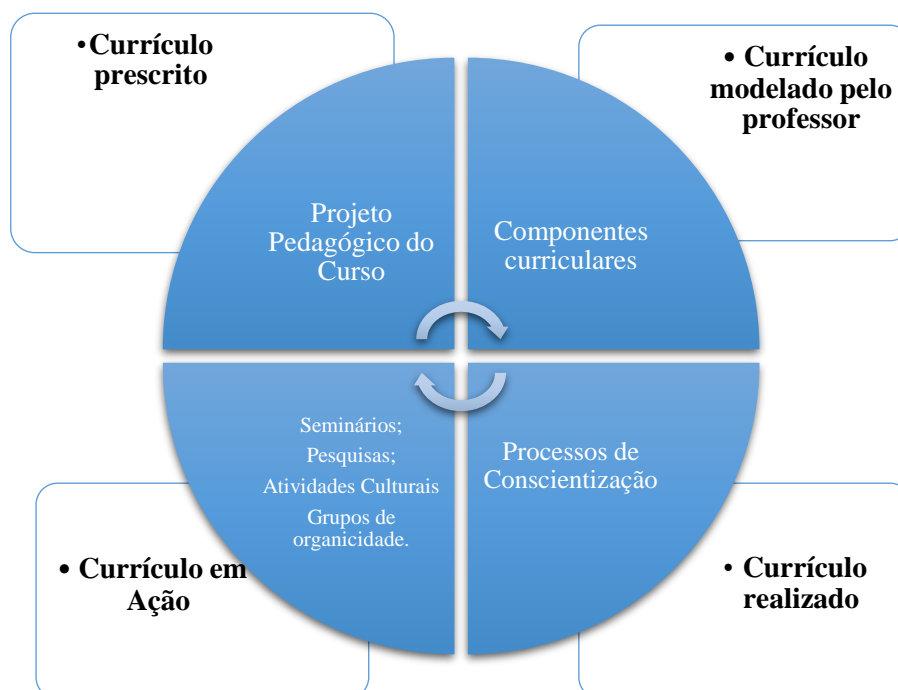 •Currículo
prescrito
• Currículo
modelado pelo
professor
Projeto
Pedagógico do
Curso
Componentes
curriculares
Seminários;
Pesquisas;
Atividades Culturais
Grupos de
organicidade.
Processos de
Conscientização
• Currículo em
Ação
• Currículo
realizado